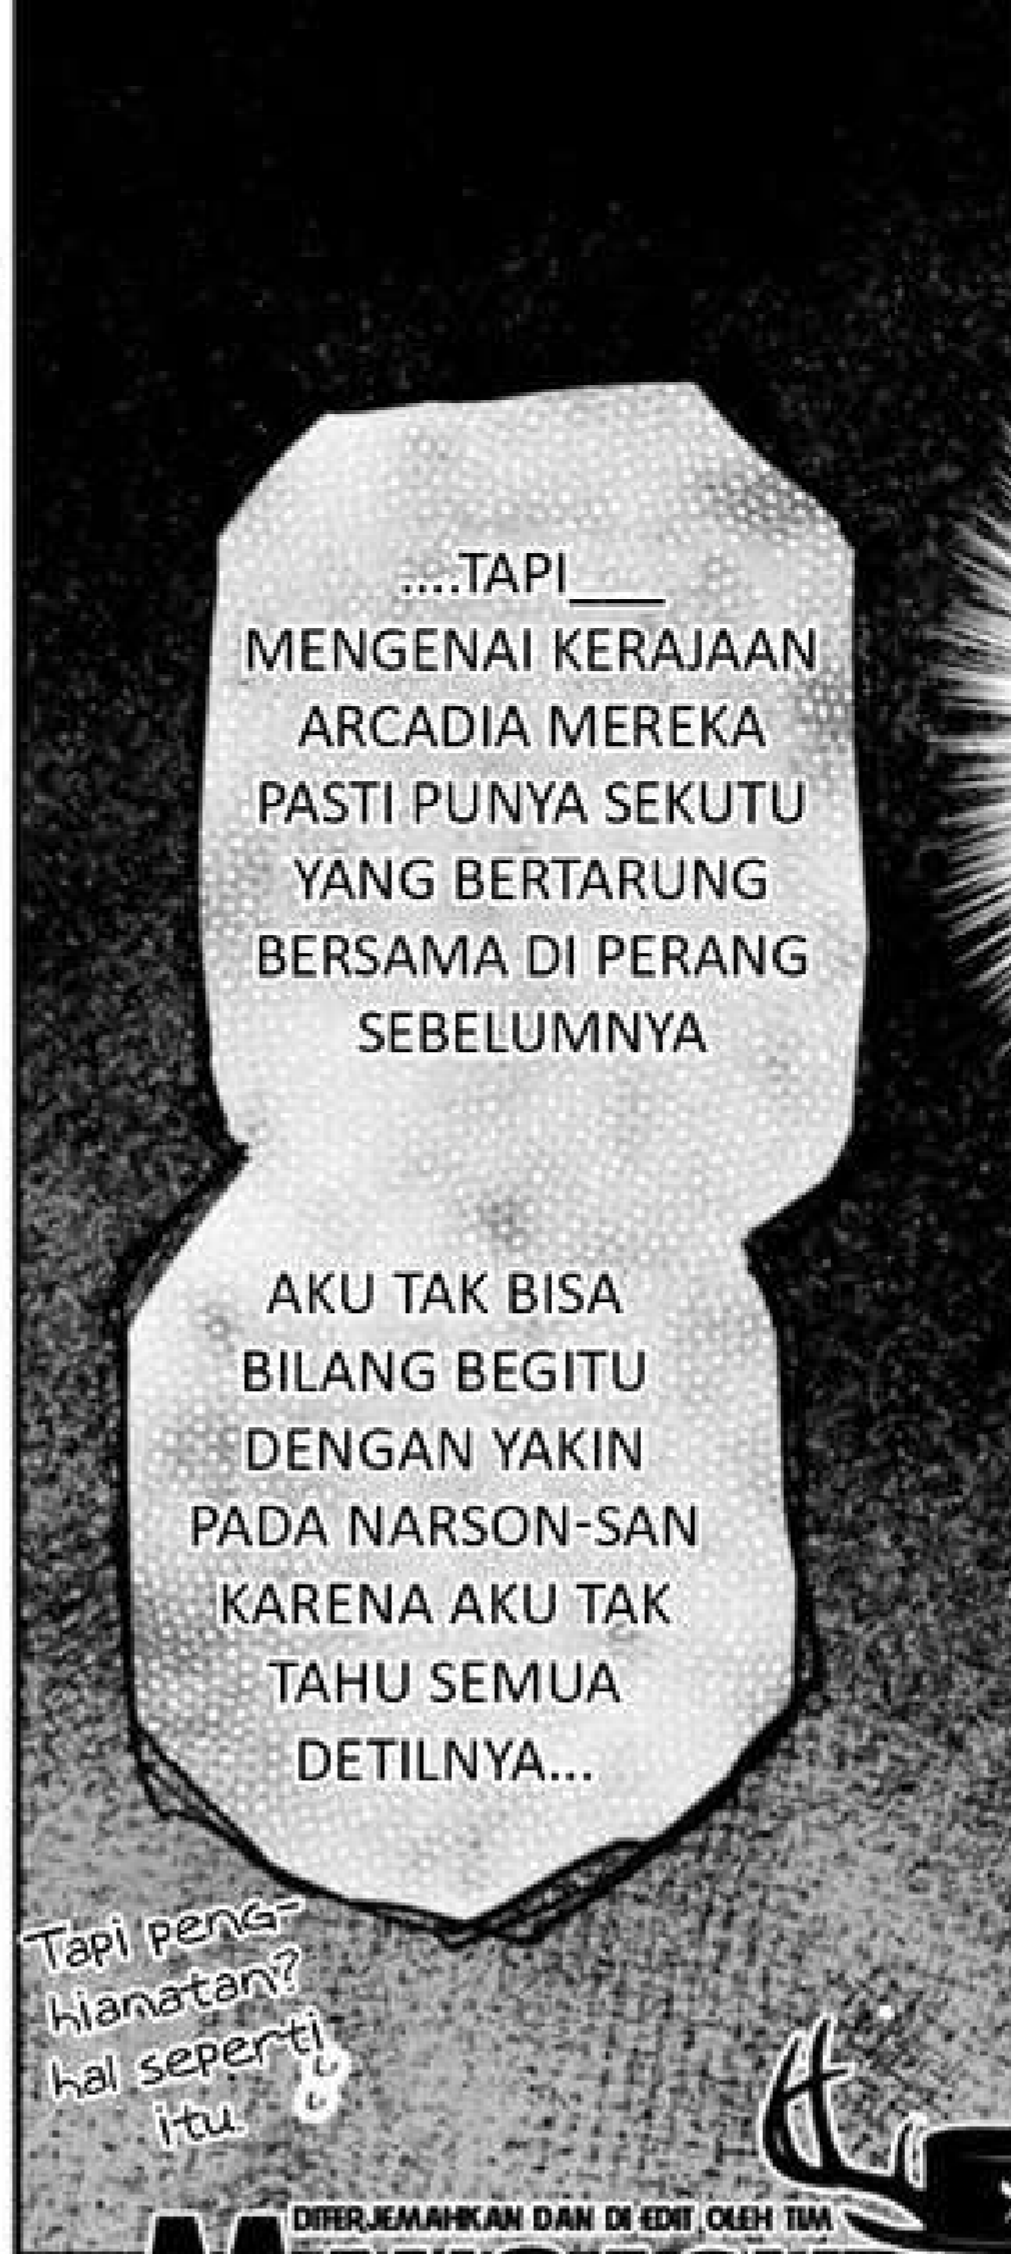 ....TAPI____
MENGENAI KERAJAAN
ARCADIA MEREKA
PASTI PUNYA SEKUTU
YANG BERTARUNG
BERSAMA DI PERANG
SEBELUMNYA
AKU TAK BISA
BILANG BEGITU
DENGAN YAKIN
PADA NARSON-SAN
KARENA AKU TAK
TAHU SEMUA
DETILNYA...
Tapi peng-
hianatan?
hal seperti
itu.
DITERJEMAHKAN DAN DI EDIT OLEH TIM